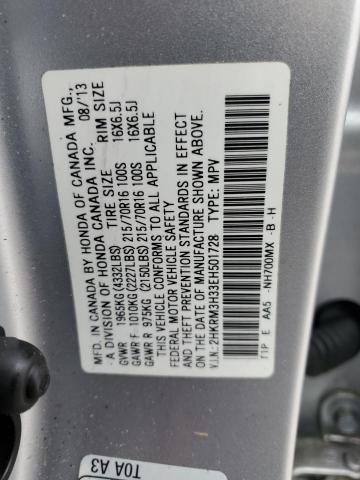 MFD. IN CANADA BY HONDA OF CANADA MFG.,
A DIVISION OF HONDA CANADA INC. 08/'13
TIRE SIZE RIM SIZE
GVWR 1965KG(4332LBS)
GAWR F 1010KG(2227LBS) 215/70R16 100S 16X6.5J
GAWR R 975KG (2150LBS) 215/70R16 100S 16X6.5J
THIS VEHICLE CONFORMS TO ALL APPLICABLE
FEDERAL MOTOR VEHICLE SAFETY
AND THEFT PREVENTION STANDARDS IN EFFECT
ON THE DATE OF MANUFACTURE SHOWN ABOVE.
V.I.N.: 2HKRM3H33EH501728 TYPE: MPV
T1P E AA5 -NH700MX -B -H
T0A A3